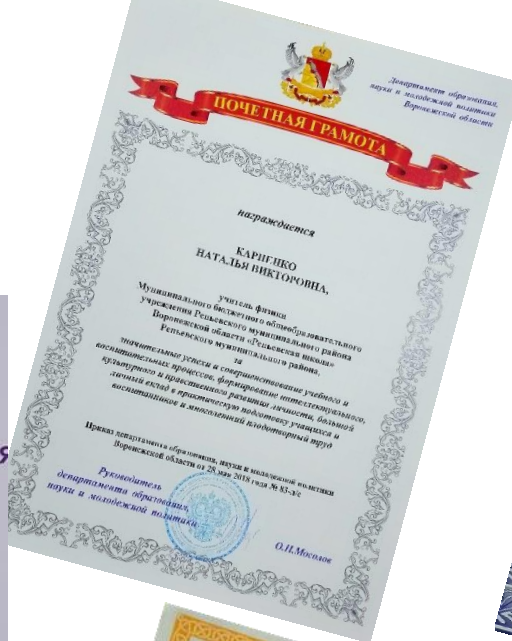 Департамент образования,
науки и молодежной политики
Воронежской области
ПОЧЕТНАЯ ГРАМОТА
награждается
КАРПЕНКО
НАТАЛЬЯ ВИКТОРОВНА,
учитель физики
Муниципального бюджетного общеобразовательного
учреждения Репьевского муниципального района
Воронежской области «Репьевская школа»
Репьевского муниципального района,
за
значительные успехи в совершенствование учебного и
воспитательных процессов, формирование интеллектуального,
культурного и нравственного развития личности, большой
личный вклад в практическую подготовку учащихся и
воспитанников и многолетний плодотворный труд
Приказ департамента образования, науки и молодежной политики
Воронежской области от 28 мая 2018 года № 83-л/с
Руководитель
департамента образования,
науки и молодежной политики
О.Н.Мосолов
Я